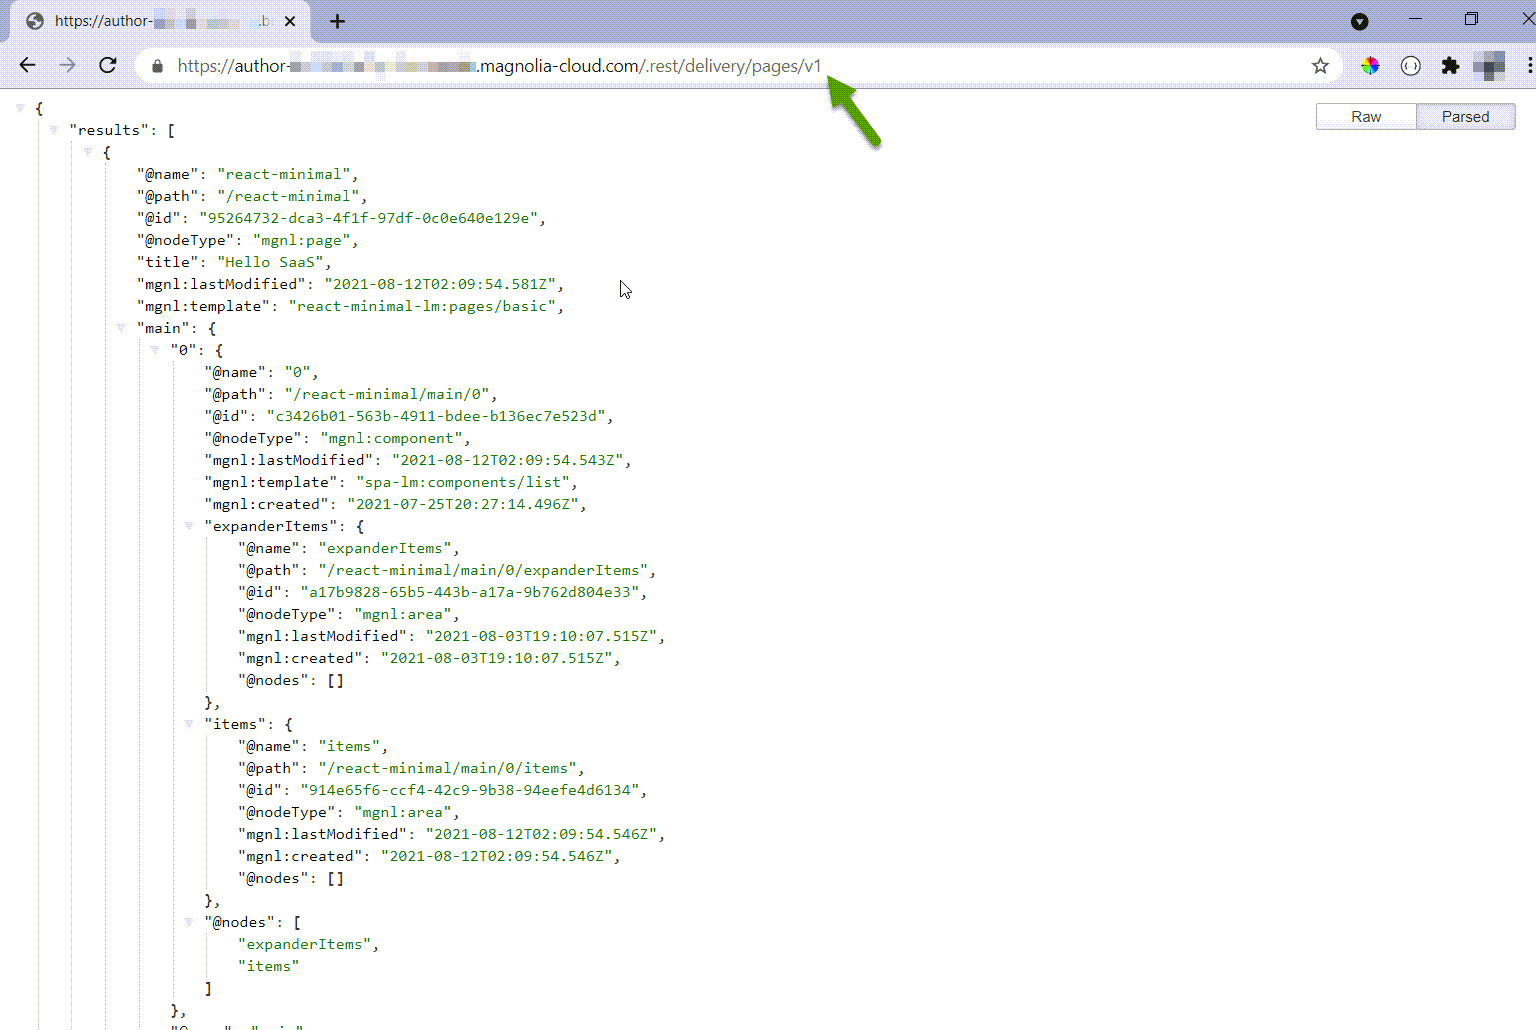 https://author-
https://author-.magnolia-cloud.com/.rest/delivery/pages/v1
Raw Parsed
{
"results": [
{
"@name": "react-minimal",
"@path": "/react-minimal",
"@id": "95264732-dca3-4f1f-97df-0c0e640e129e",
"@nodeType": "mgnl:page",
"title": "Hello SaaS",
"mgnl:lastModified": "2021-08-12T02:09:54.581Z",
"mgnl:template": "react-minimal-lm:pages/basic",
"main": {
"0": {
"@name": "0",
"@path": "/react-minimal/main/0",
"@id": "c3426b01-563b-4911-bdee-b136ec7e523d",
"@nodeType": "mgnl:component",
"mgnl:lastModified": "2021-08-12T02:09:54.543Z",
"mgnl:template": "spa-lm:components/list",
"mgnl:created": "2021-07-25T20:27:14.496Z",
"expanderItems": {
"@name": "expanderItems",
"@path": "/react-minimal/main/0/expanderItems",
"@id": "a17b9828-65b5-443b-a17a-9b762d804e33",
"@nodeType": "mgnl:area",
"mgnl:lastModified": "2021-08-03T19:10:07.515Z",
"mgnl:created": "2021-08-03T19:10:07.515Z",
"@nodes": []
},
"items": {
"@name": "items",
"@path": "/react-minimal/main/0/items",
"@id": "914e65f6-ccf4-42c9-9b38-94eefe4d6134",
"@nodeType": "mgnl:area",
"mgnl:lastModified": "2021-08-12T02:09:54.546Z",
"mgnl:created": "2021-08-12T02:09:54.546Z",
"@nodes": []
},
"@nodes": [
"expanderItems",
"items"
]
},